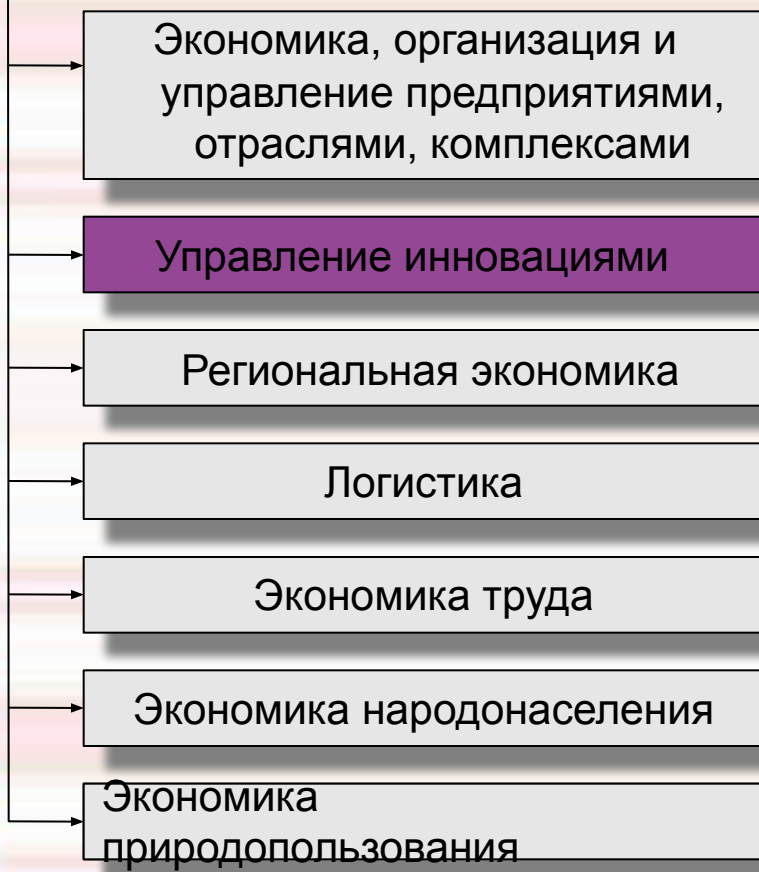 Экономика, организация и
управление предприятиями,
отраслями, комплексами
Управление инновациями
Региональная экономика
Логистика
Экономика труда
Экономика народонаселения
Экономика
природопользования